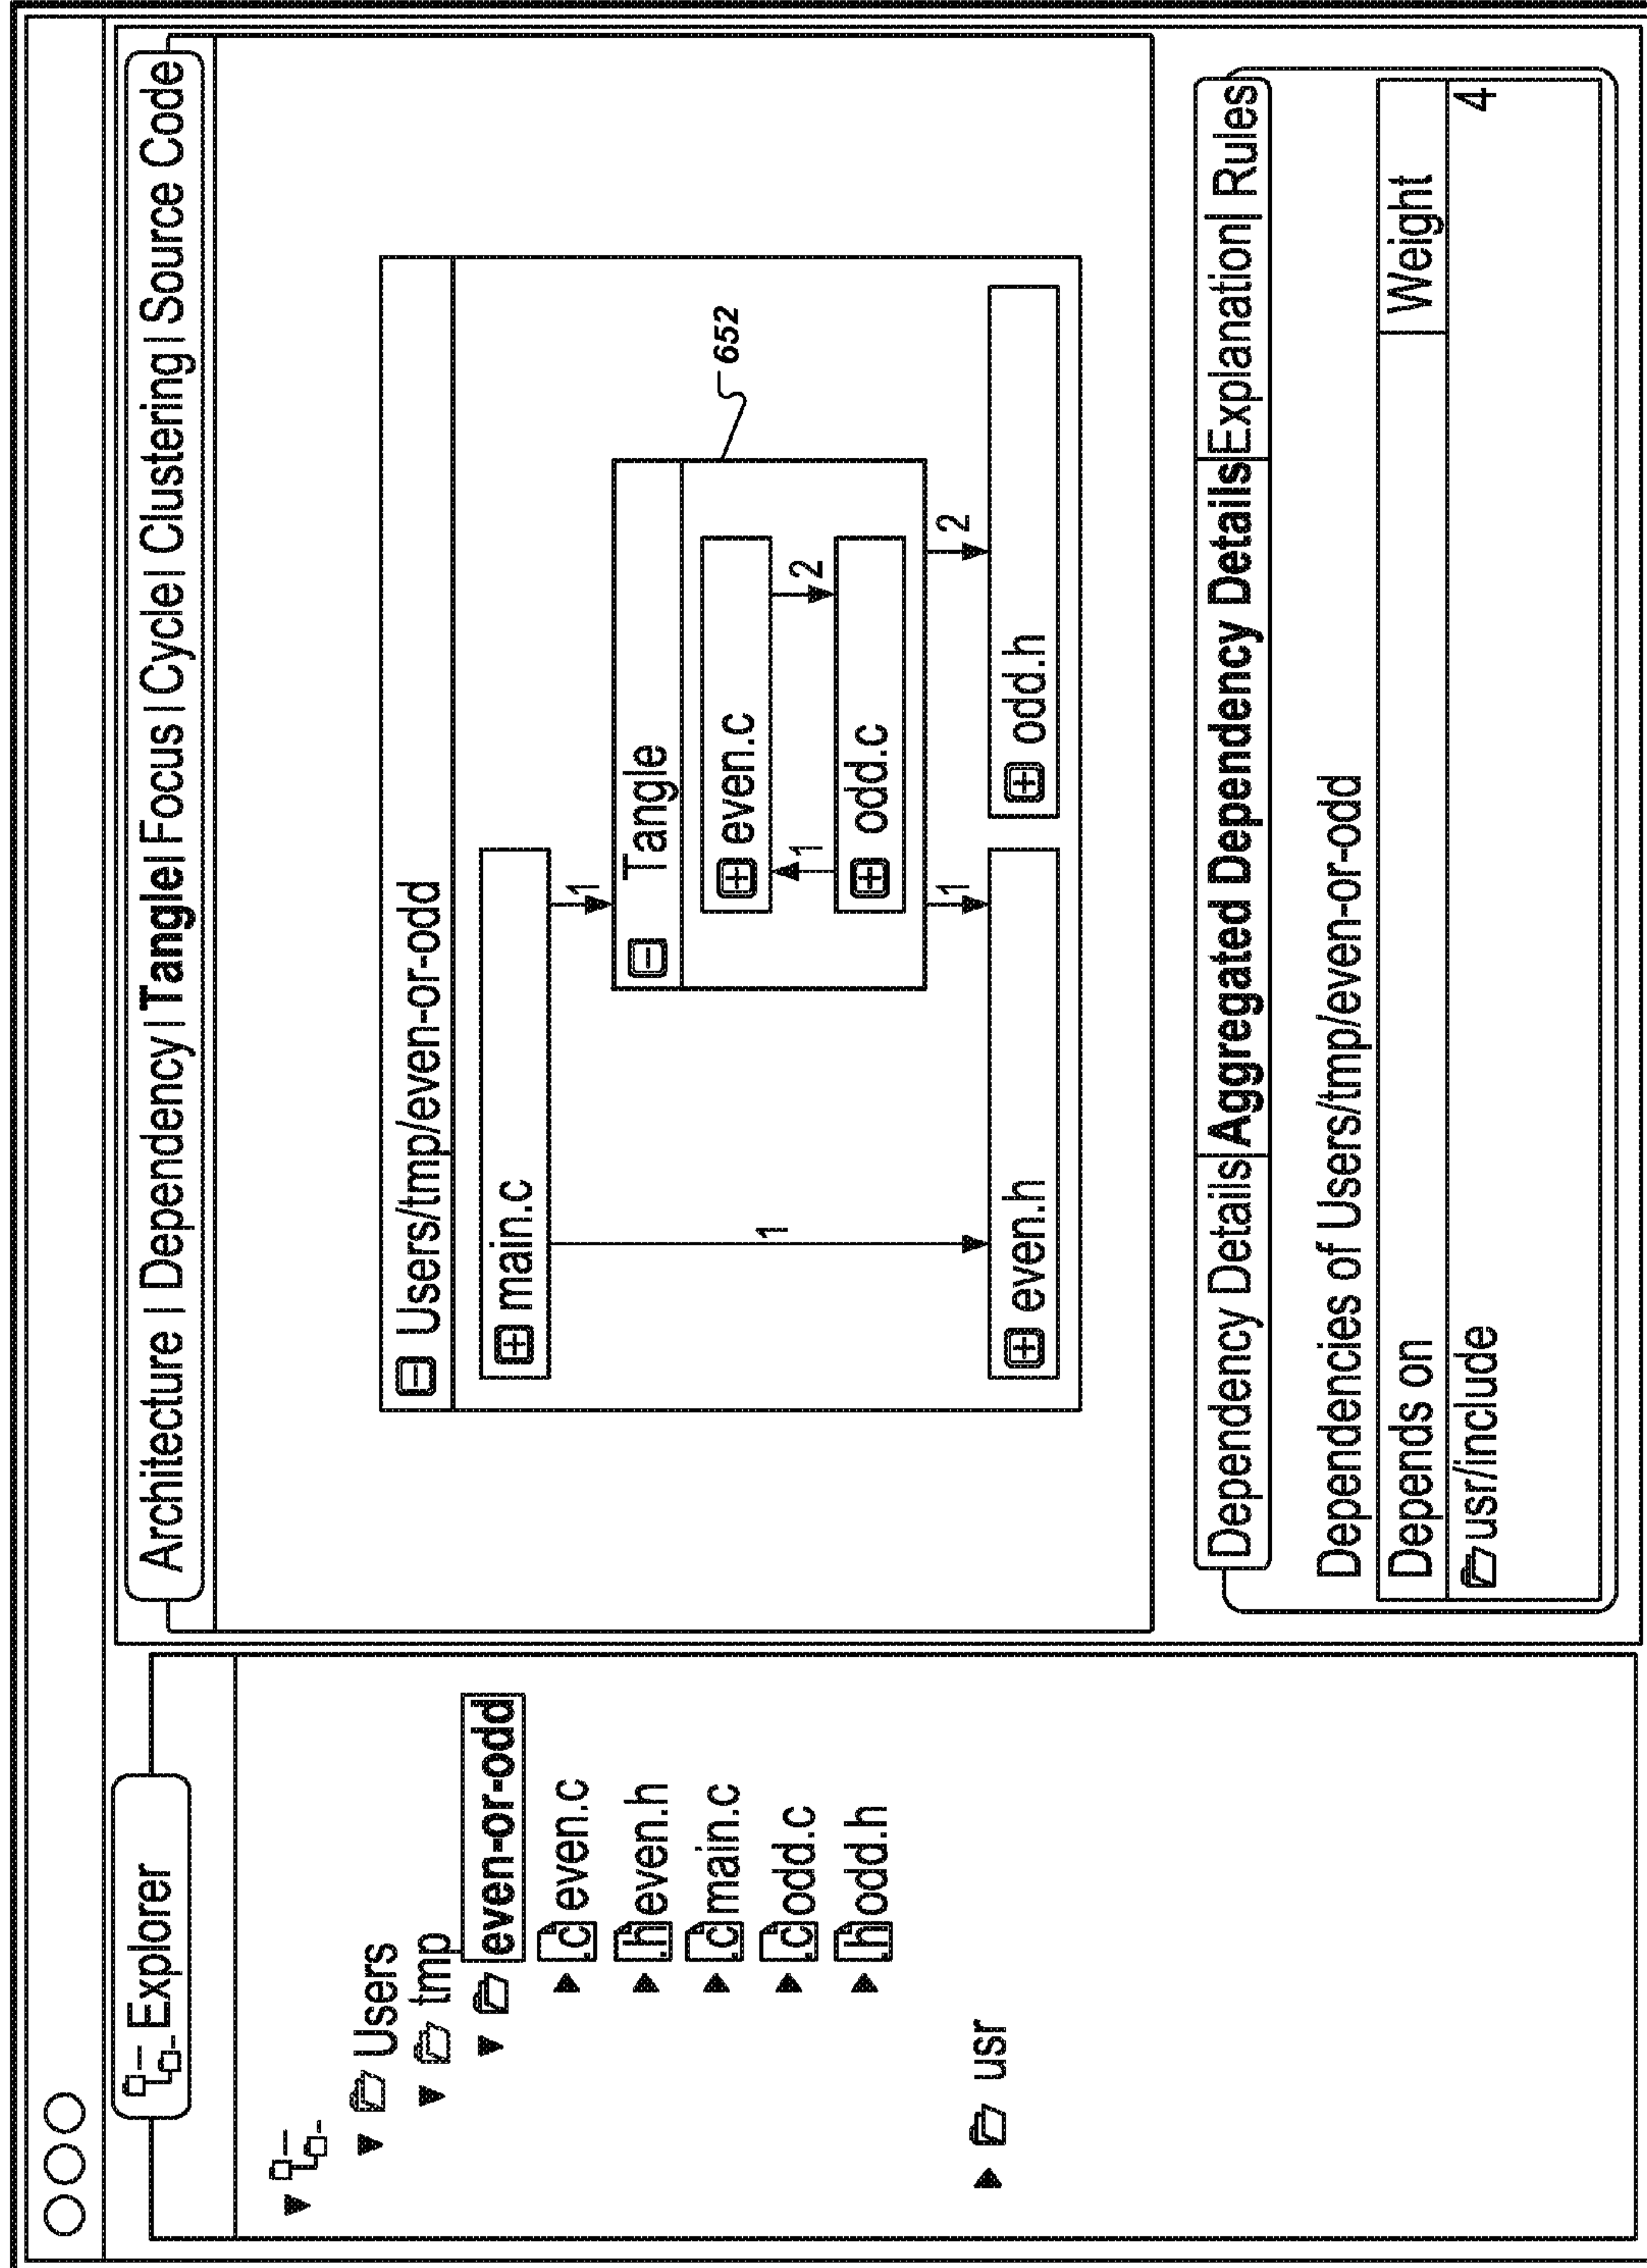 Explorer
Users
tmp
even-or-odd
.c even.c
.h even.h
.c main.c
.c odd.c
.h odd.h
usr
Architecture | Dependency | Tangle | Focus | Cycle | Clustering | Source Code
Users/tmp/even-or-odd
main.c
1
Tangle
652
even.c
1
2
odd.c
1
1
2
even.h
odd.h
Dependency Details Aggregated Dependency Details Explanation Rules
Dependencies of Users/tmp/even-or-odd
Depends on Weight
usr/include 4